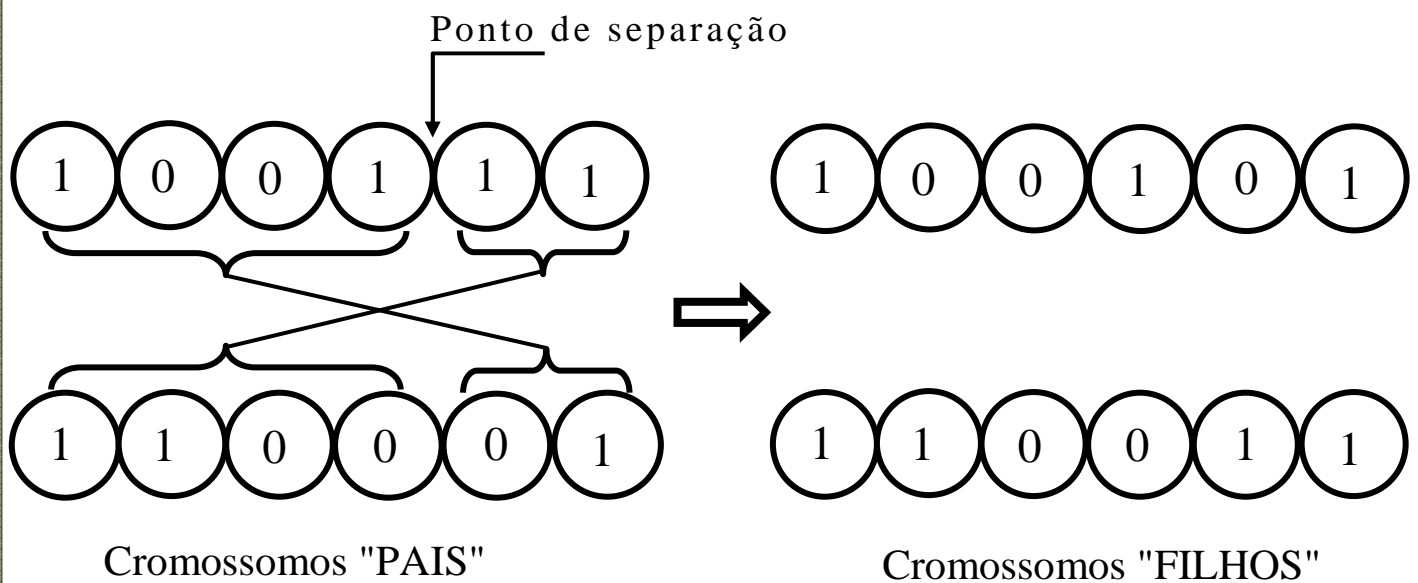 Ponto de separação
1 0 0 1 1 1
1 0 0 1 0 1
1 1 0 0 0 1
1 1 0 0 1 1
Cromossomos "PAIS"
Cromossomos "FILHOS"